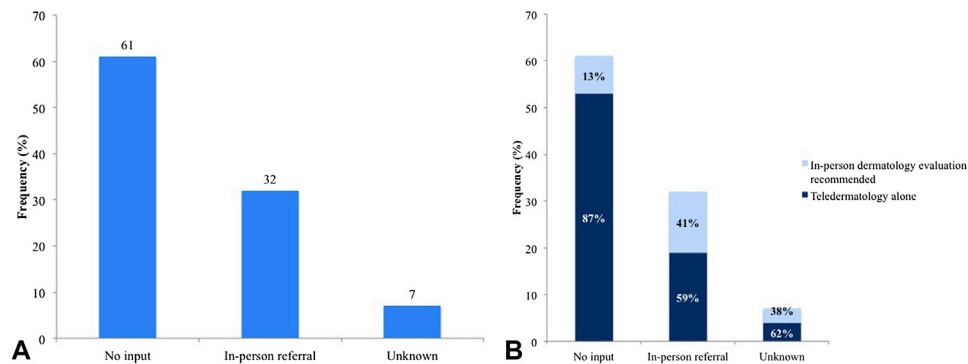 70
60
50
40
30
20
10
0
Frequency (%)
61
32
7
No input
In-person referral
Unknown
A
70
60
50
40
30
20
10
0
Frequency (%)
13%
87%
41%
59%
38%
62%
No input
In-person referral
Unknown
In-person dermatology evaluation
recommended
Teledermatology alone
B